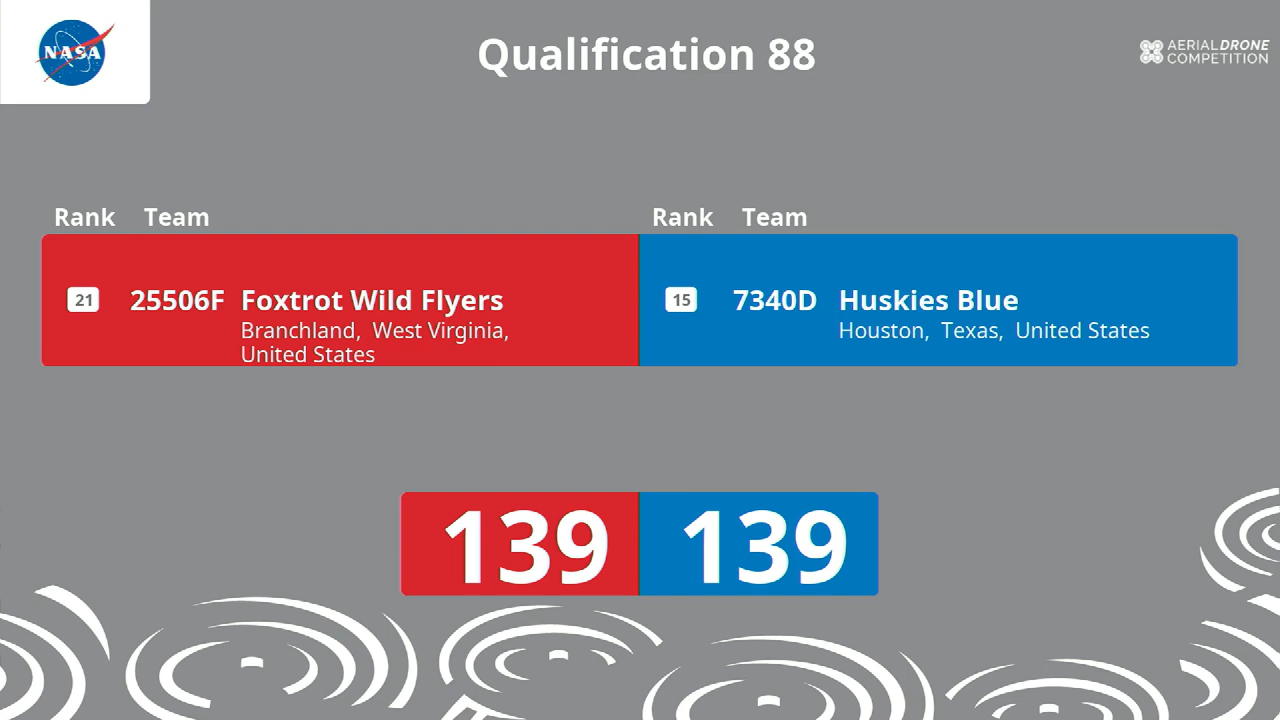 NASA
Qualification 88
AERIALDRONE
COMPETITION
Rank Team
21 25506F Foxtrot Wild Flyers
Branchland, West Virginia,
United States
Rank Team
15 7340D Huskies Blue
Houston, Texas, United States
139 139